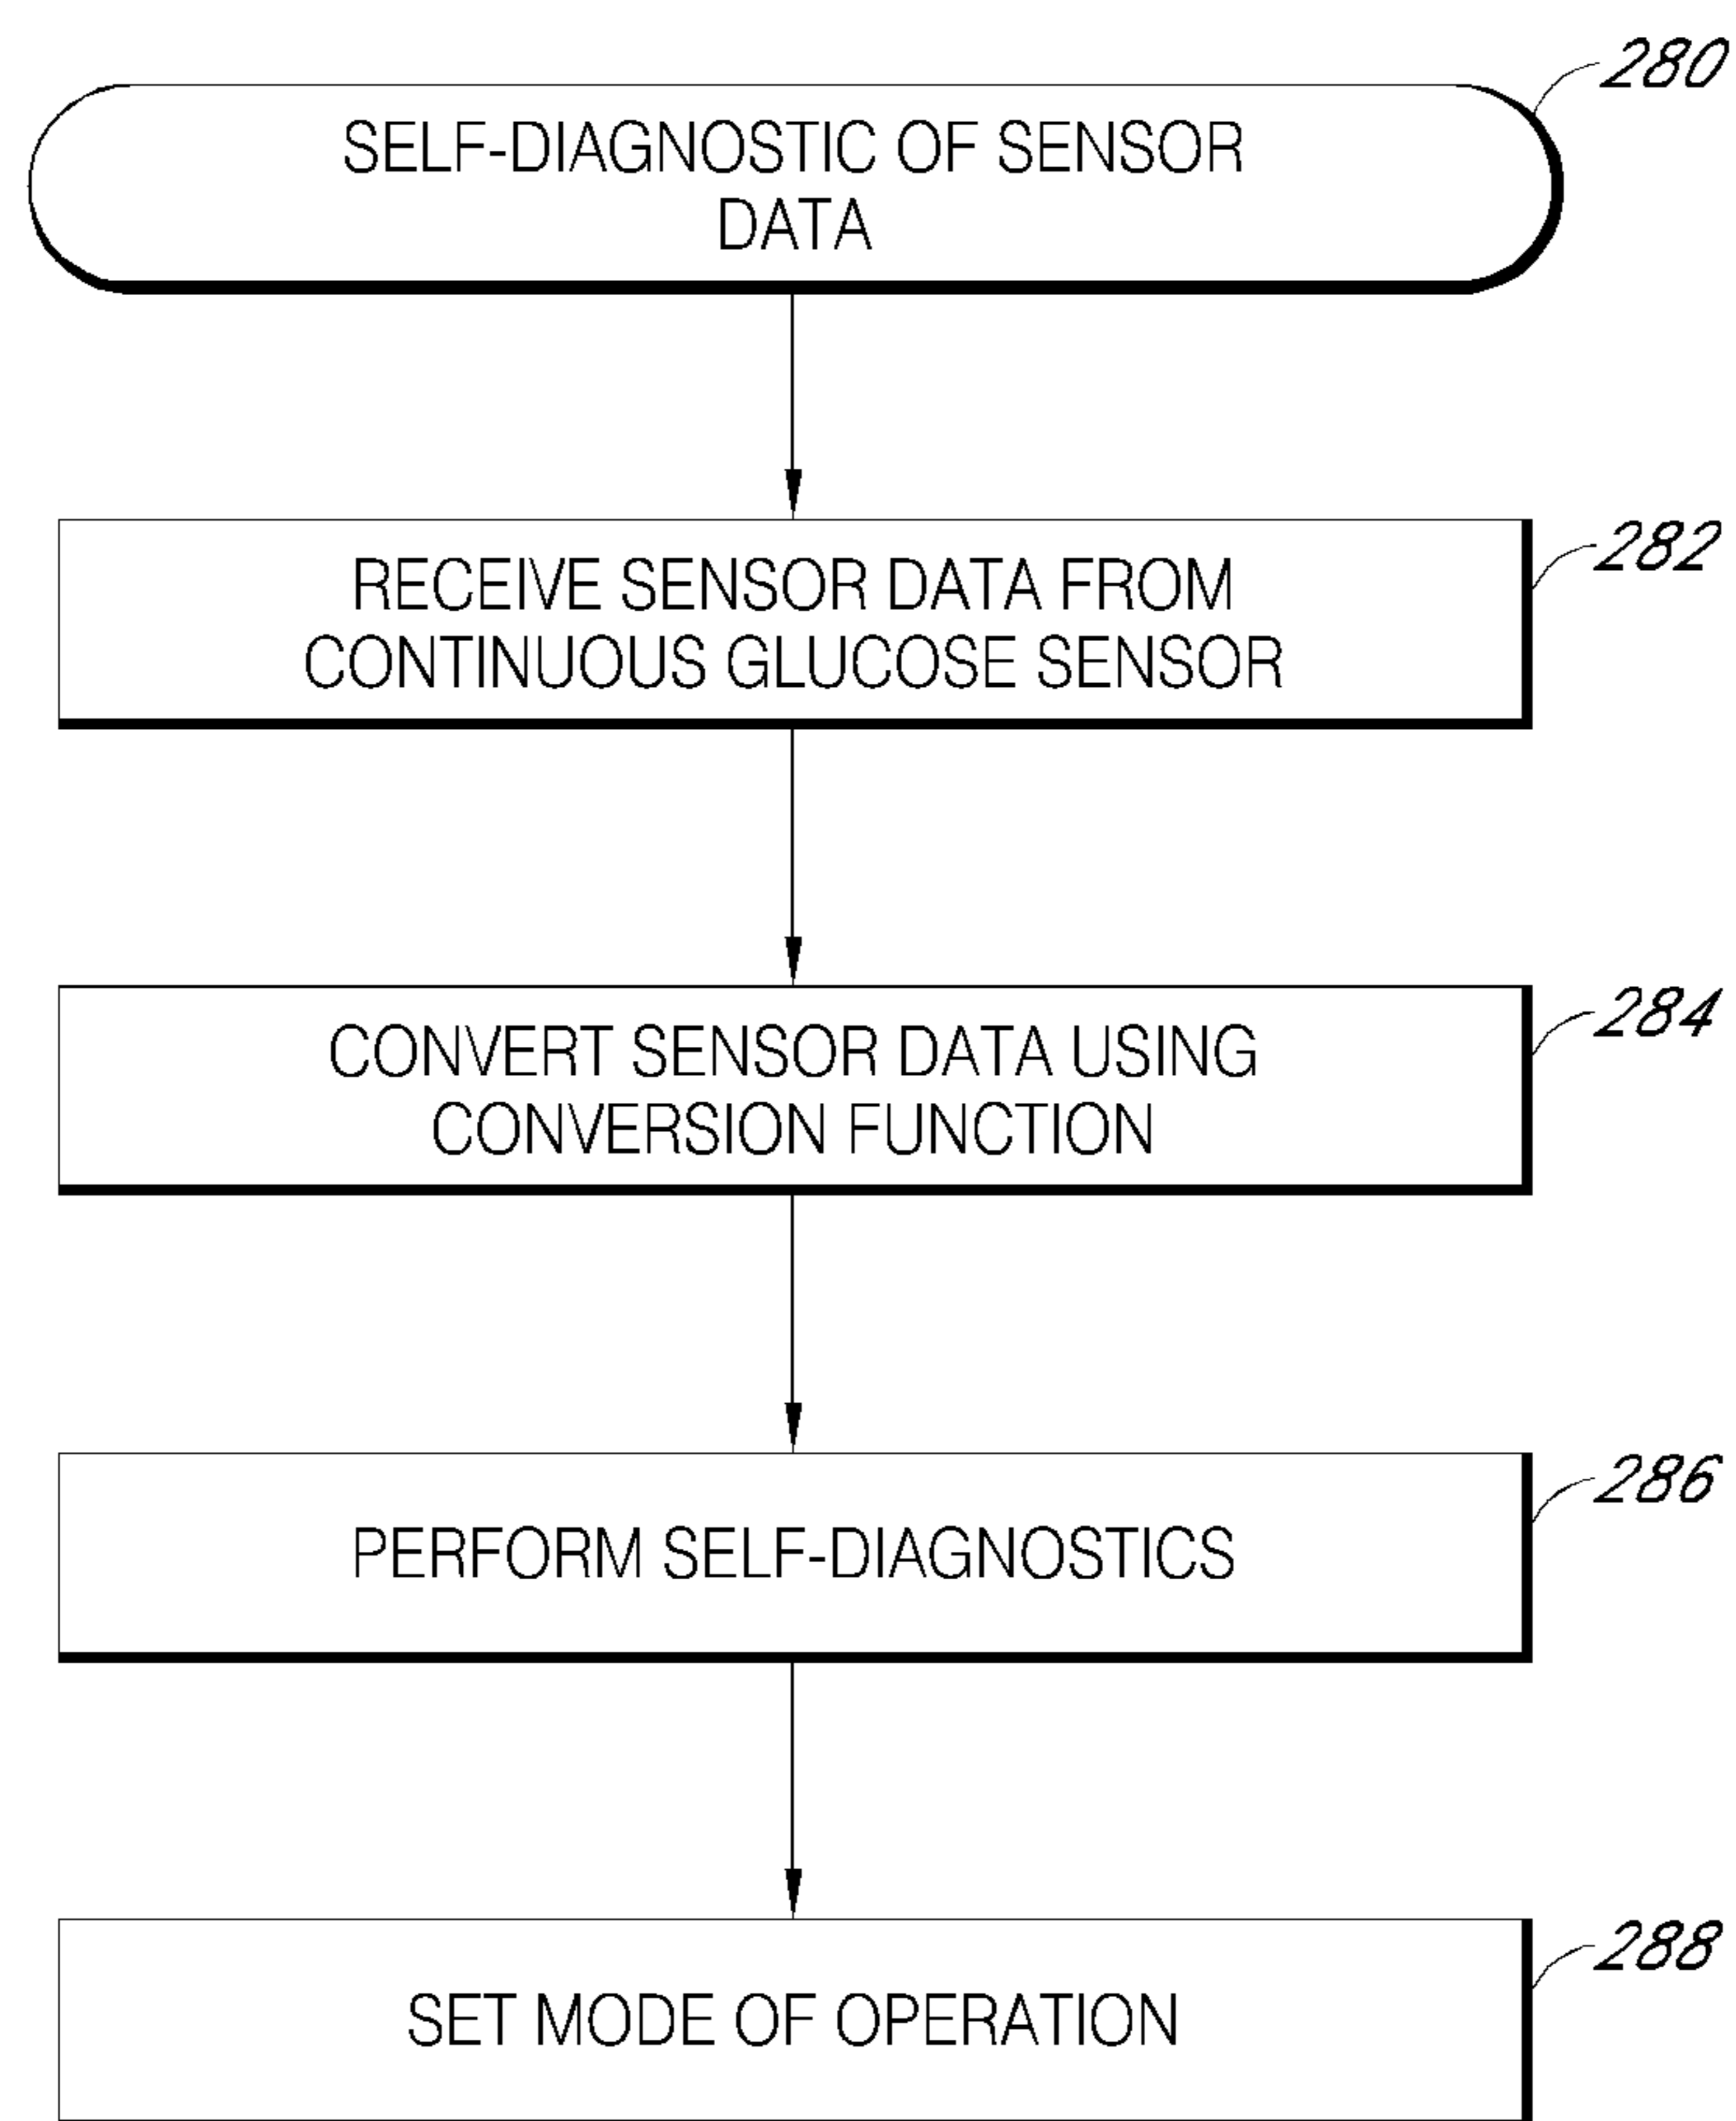 280
SELF-DIAGNOSTIC OF SENSOR
DATA
282
RECEIVE SENSOR DATA FROM
CONTINUOUS GLUCOSE SENSOR
284
CONVERT SENSOR DATA USING
CONVERSION FUNCTION
286
PERFORM SELF-DIAGNOSTICS
288
SET MODE OF OPERATION